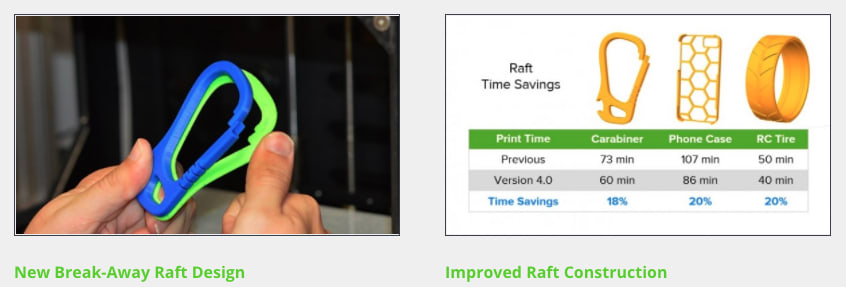 Raft
Time Savings
Print Time Carabiner Phone Case RC Tire
Previous 73 min 107 min 50 min
Version 4.0 60 min 86 min 40 min
Time Savings 18% 20% 20%
New Break-Away Raft Design
Improved Raft Construction